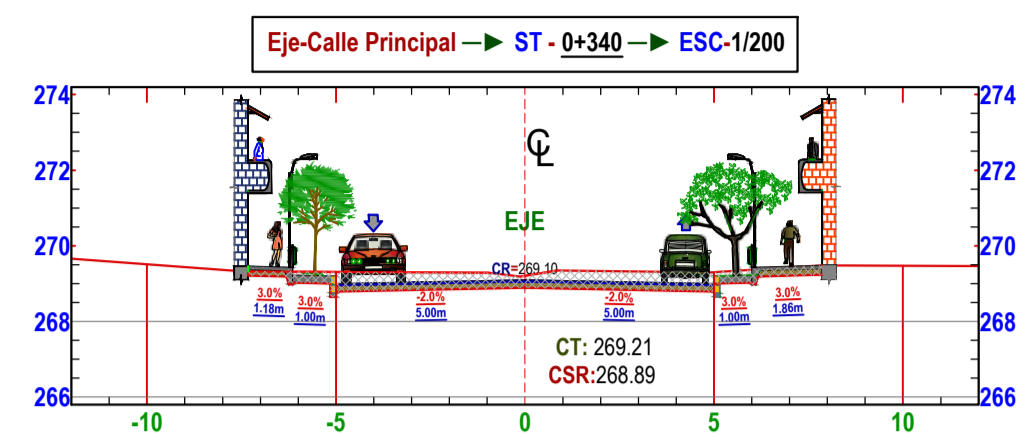 Eje-Calle Principal ST - 0+340 ESC-1/200
274 274
272 272
CL
EJE
270 270
CR=269.10
3.0% 3.0% -2.0% -2.0% 3.0% 3.0%
1.18m 1.00m 5.00m 5.00m 1.00m 1.86m
268 268
CT: 269.21
CSR:268.89
266 266
-10 -5 0 5 10